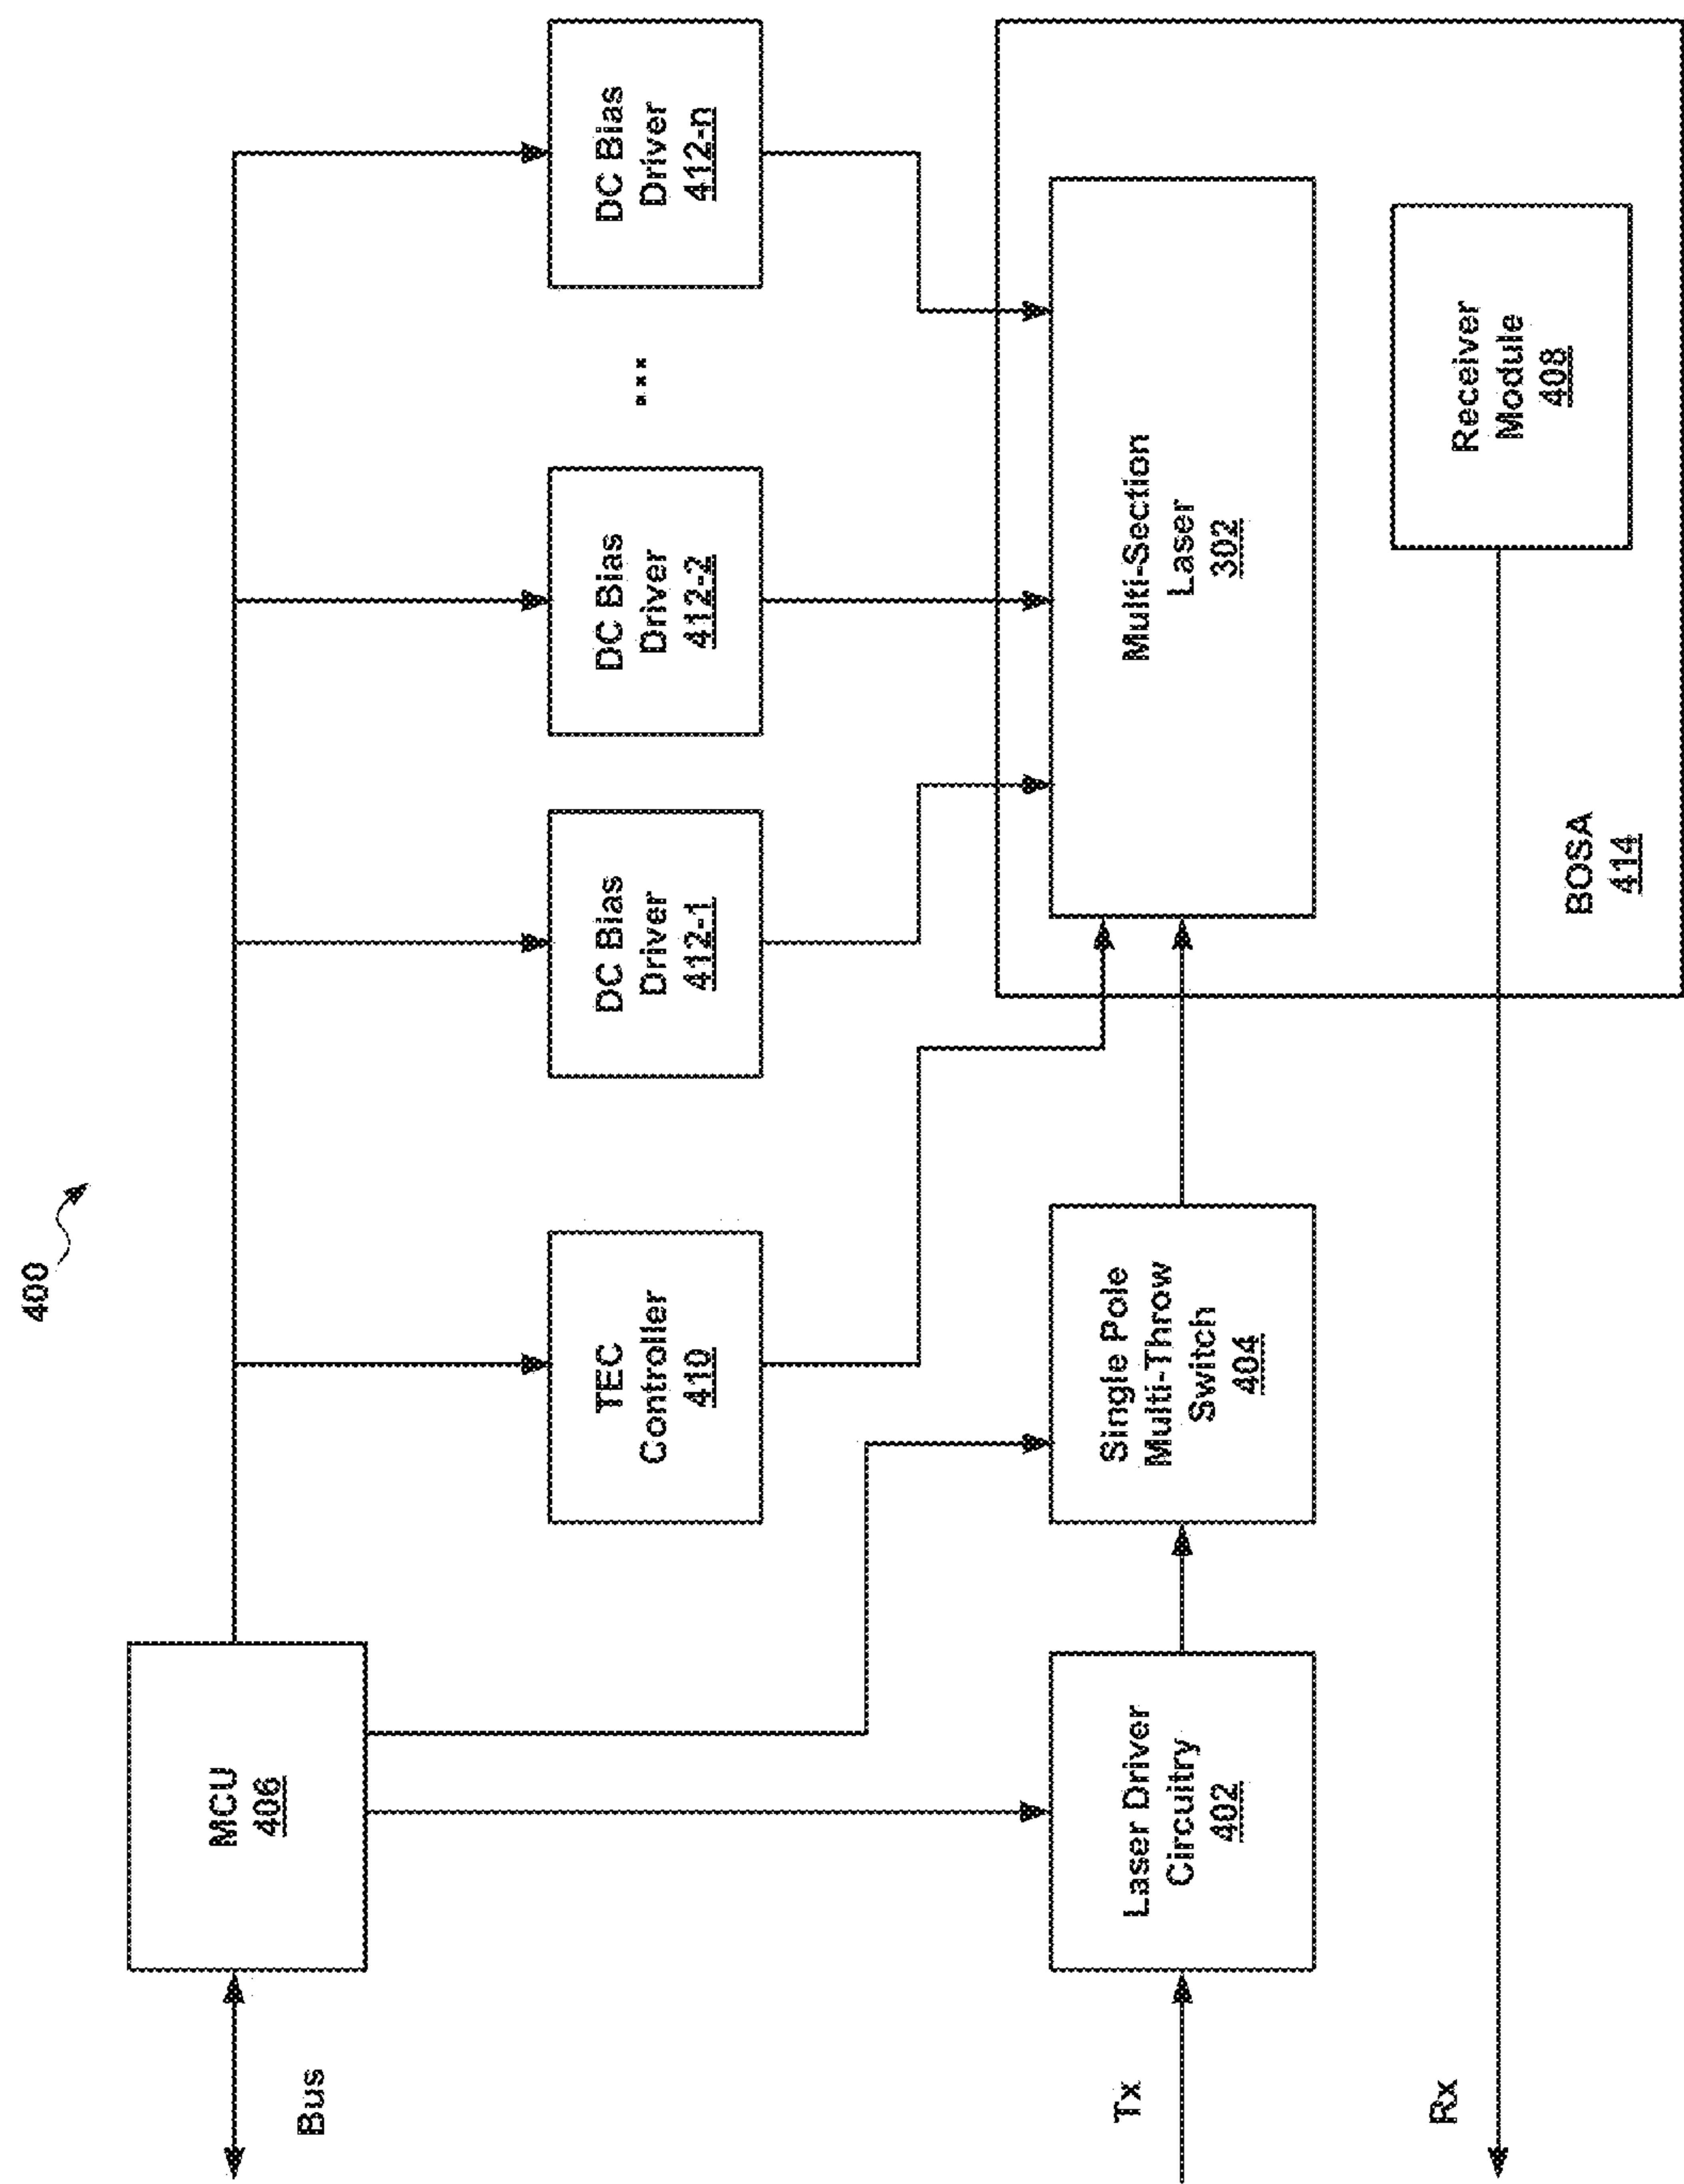 400
Bus
MCU
406
TEC
Controller
410
DC Bias
Driver
412-1
DC Bias
Driver
412-2
...
DC Bias
Driver
412-n
Tx
Laser Driver
Circuitry
402
Single Pole
Multi-Throw
Switch
404
Multi-Section
Laser
302
Rx
BOSA
414
Receiver
Module
408